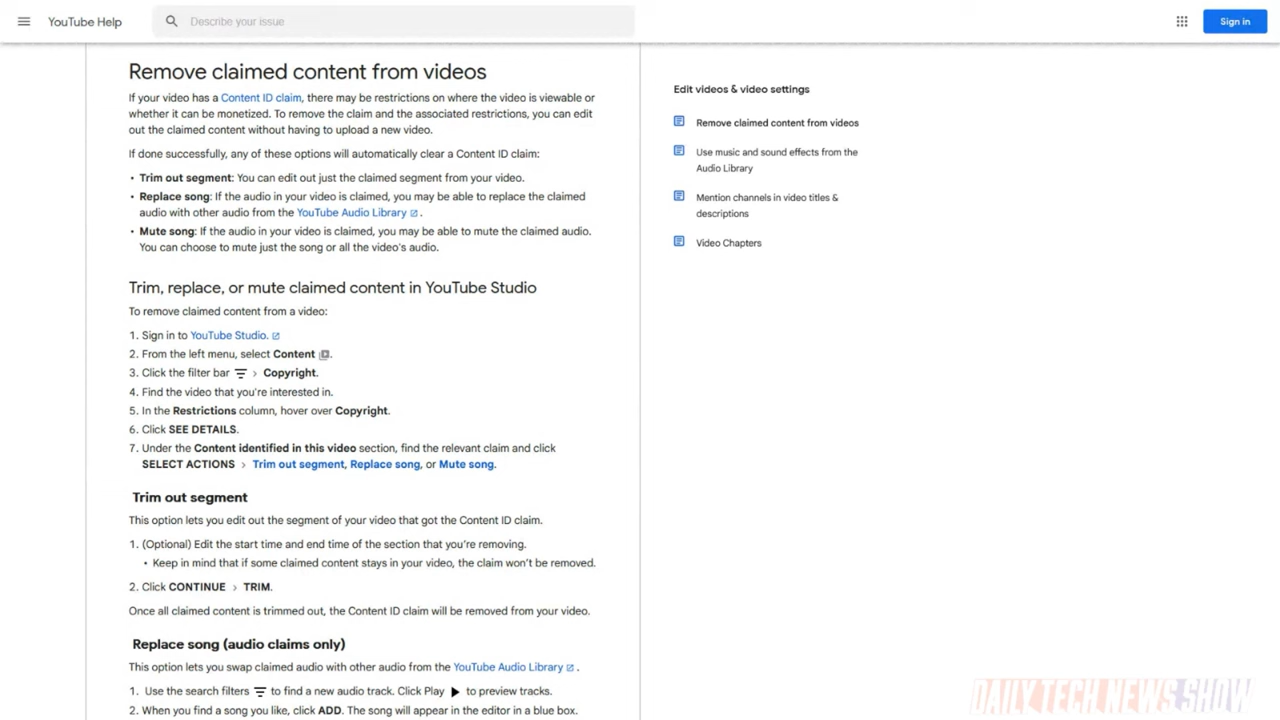 YouTube Help
Describe your issue
Sign in
Remove claimed content from videos
If your video has a Content ID claim, there may be restrictions on where the video is viewable or
whether it can be monetized. To remove the claim and the associated restrictions, you can edit
out the claimed content without having to upload a new video.
If done successfully, any of these options will automatically clear a Content ID claim:
• Trim out segment: You can edit out just the claimed segment from your video.
• Replace song: If the audio in your video is claimed, you may be able to replace the claimed
audio with other audio from the YouTube Audio Library .
• Mute song: If the audio in your video is claimed, you may be able to mute the claimed audio.
You can choose to mute just the song or all the video's audio.
Trim, replace, or mute claimed content in YouTube Studio
To remove claimed content from a video:
1. Sign in to YouTube Studio.
2. From the left menu, select Content .
3. Click the filter bar > Copyright.
4. Find the video that you're interested in.
5. In the Restrictions column, hover over Copyright.
6. Click SEE DETAILS.
7. Under the Content identified in this video section, find the relevant claim and click
SELECT ACTIONS > Trim out segment, Replace song, or Mute song.
Trim out segment
This option lets you edit out the segment of your video that got the Content ID claim.
1. (Optional) Edit the start time and end time of the section that you're removing.
• Keep in mind that if some claimed content stays in your video, the claim won't be removed.
2. Click CONTINUE > TRIM.
Once all claimed content is trimmed out, the Content ID claim will be removed from your video.
Replace song (audio claims only)
This option lets you swap claimed audio with other audio from the YouTube Audio Library .
1. Use the search filters to find a new audio track. Click Play to preview tracks.
2. When you find a song you like, click ADD. The song will appear in the editor in a blue box.
Edit videos & video settings
Remove claimed content from videos
Use music and sound effects from the
Audio Library
Mention channels in video titles &
descriptions
Video Chapters
DAILY TECH NEWS SHOW